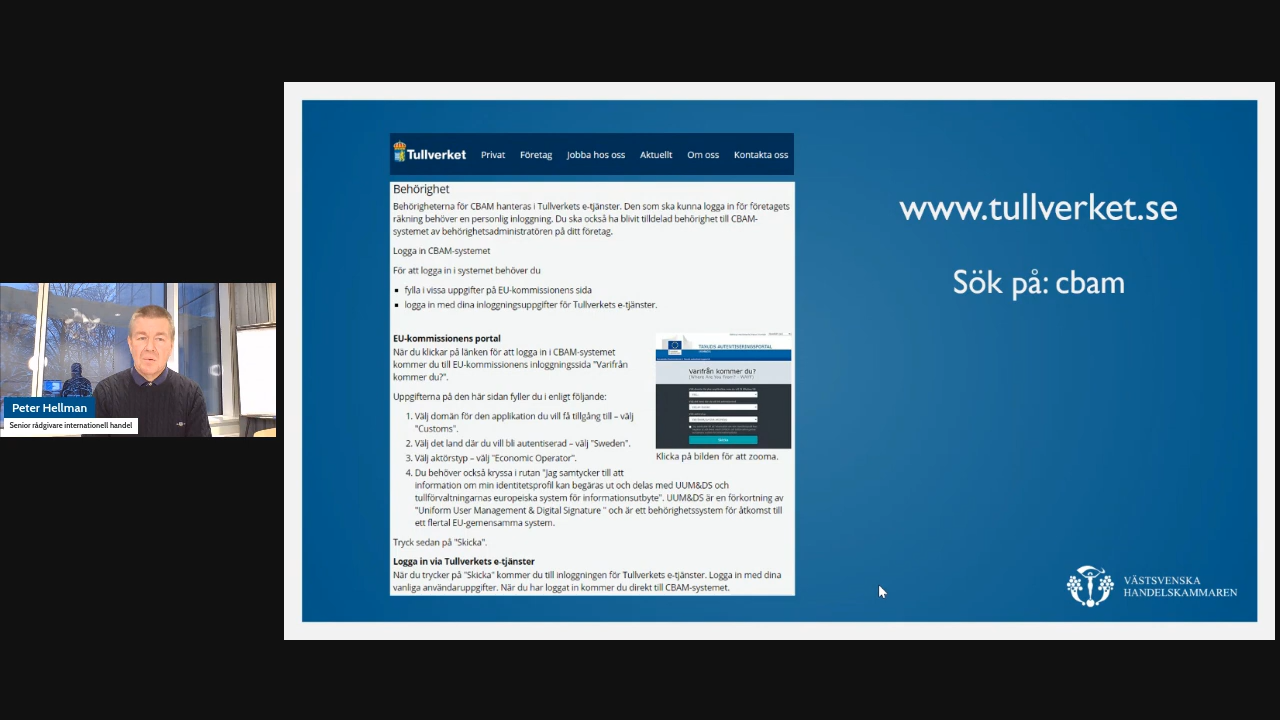 Tullverket Privat Företag Jobba hos oss Aktuellt Om oss Kontakta oss
Behörighet
Behörigheterna för CBAM hanteras i Tullverkets e-tjänster. Den som ska kunna logga in för företagets
räkning behöver en personlig inloggning. Du ska också ha blivit tilldelad behörighet till CBAM-
systemet av behörighetsadministratören på ditt företag.
Logga in CBAM-systemet
För att logga in i systemet behöver du
▪ fylla i vissa uppgifter på EU-kommissionens sida
▪ logga in med dina inloggningsuppgifter för Tullverkets e-tjänster.
EU-kommissionens portal
När du klickar på länken för att logga in i CBAM-systemet
kommer du till EU-kommissionens inloggningssida "Varifrån
kommer du?".
Uppgifterna på den här sidan fyller du i enligt följande:
1. Välj domän för den applikation du vill få tillgång till – välj
"Customs".
2. Välj det land där du vill bli autentiserad – välj "Sweden".
3. Välj aktörstyp – välj "Economic Operator".
4. Du behöver också kryssa i rutan "Jag samtycker till att
information om min identitetsprofil kan begäras ut och delas med UUM&DS och
tullförvaltningarnas europeiska system för informationsutbyte". UUM&DS är en förkortning av
"Uniform User Management & Digital Signature " och är ett behörighetssystem för åtkomst till
ett flertal EU-gemensamma system.
Tryck sedan på "Skicka".
Logga in via Tullverkets e-tjänster
När du trycker på "Skicka" kommer du till inloggningen för Tullverkets e-tjänster. Logga in med dina
vanliga användaruppgifter. När du har loggat in kommer du direkt till CBAM-systemet.
Varifrån kommer du?
Klicka på bilden för att zooma.
www.tullverket.se
Sök på: cbam
VÄSTSVENSKA
HANDELSKAMMAREN
Peter Hellman
Senior rådgivare internationell handel